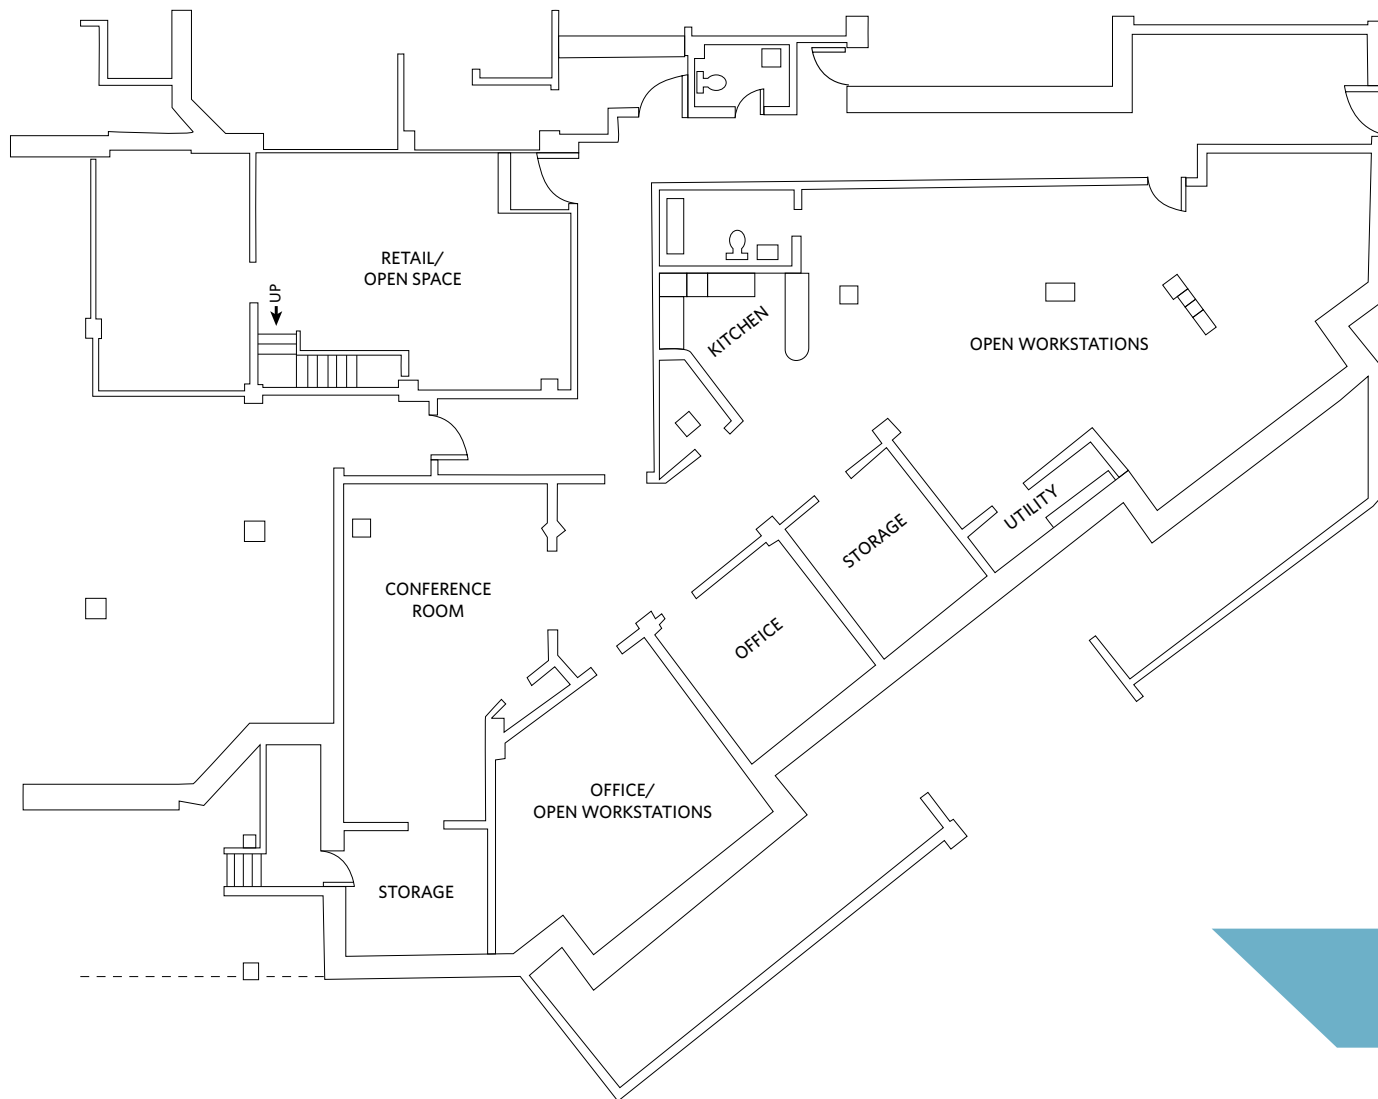 RETAIL/
OPEN SPACE
UP
KITCHEN
OPEN WORKSTATIONS
UTILITY
STORAGE
CONFERENCE
ROOM
OFFICE
OFFICE/
OPEN WORKSTATIONS
STORAGE